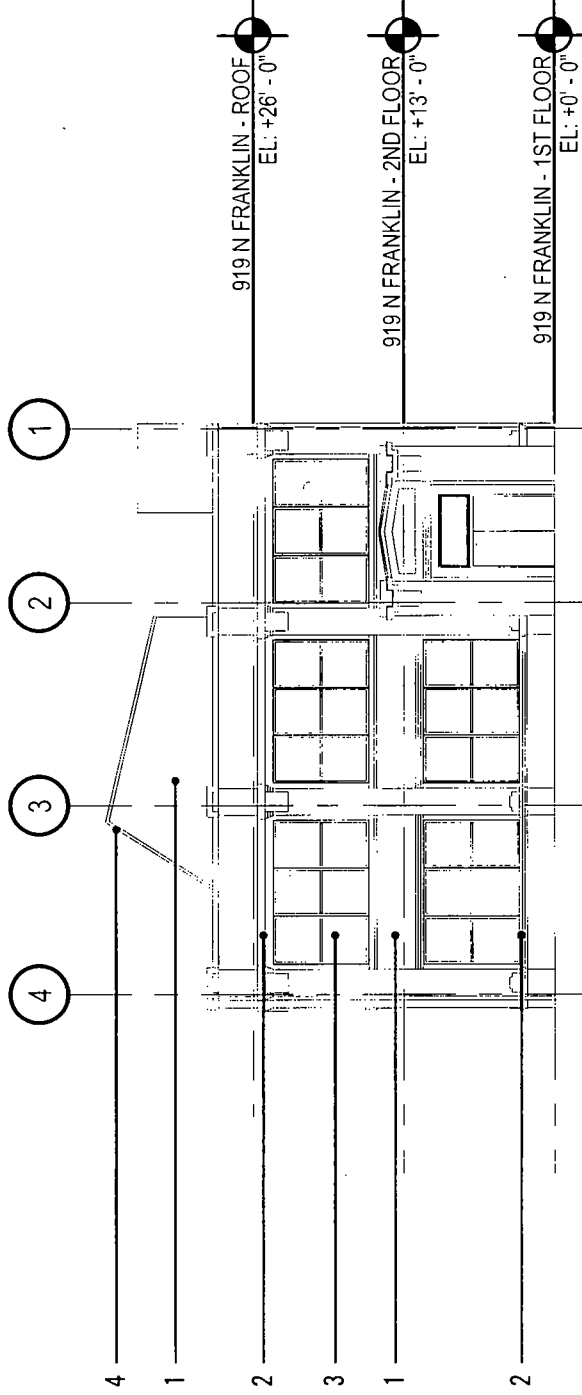 4
3
2
1
4
1
2
3
1
2
919 N FRANKLIN - ROOF
EL: +26' - 0"
919 N FRANKLIN - 2ND FLOOR
EL: +13' - 0"
919 N FRANKLIN - 1ST FLOOR
EL: +0' - 0"